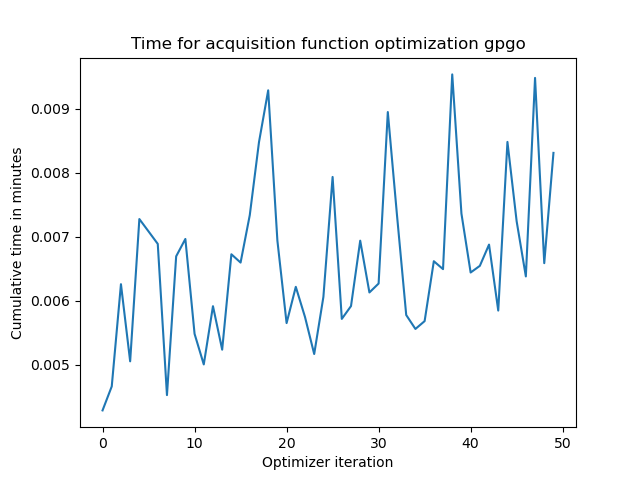 Time for acquisition function optimization gpgo
Cumulative time in minutes
0.009
0.008
0.007
0.006
0.005
0 10 20 30 40 50
Optimizer iteration